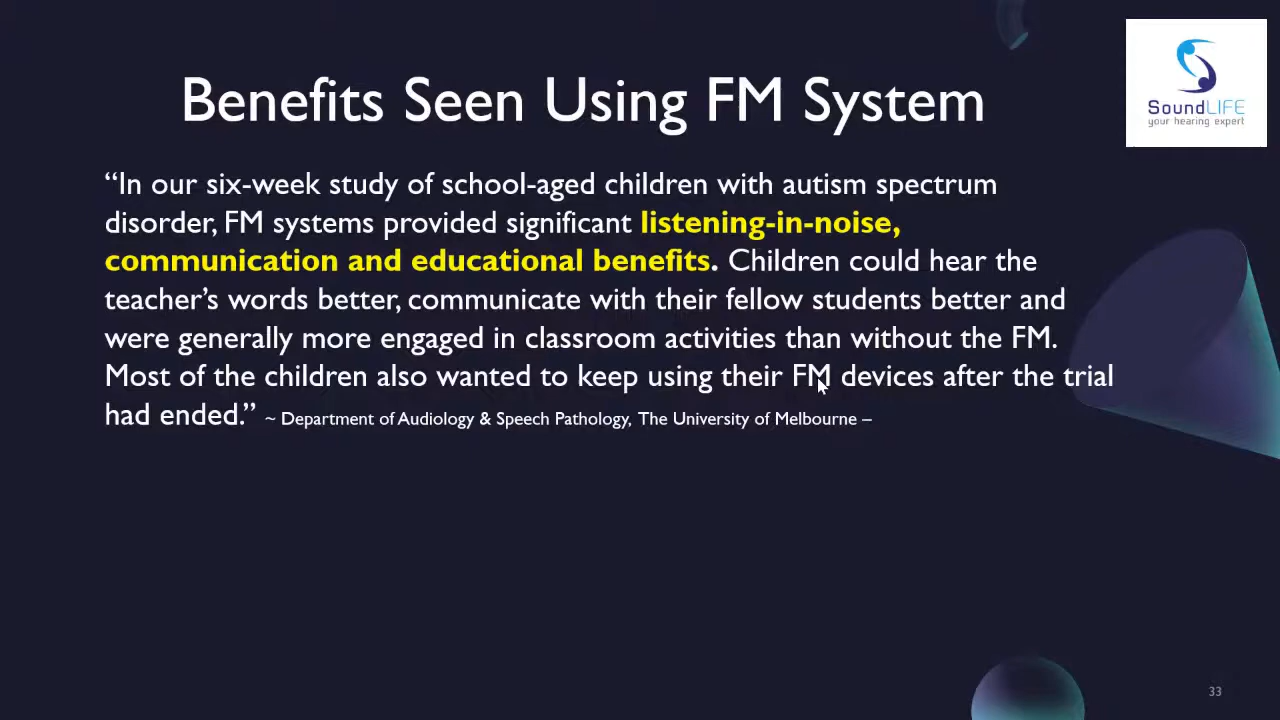 Benefits Seen Using FM System
SoundLIFE
your hearing expert
“In our six-week study of school-aged children with autism spectrum
disorder, FM systems provided significant listening-in-noise,
communication and educational benefits. Children could hear the
teacher’s words better, communicate with their fellow students better and
were generally more engaged in classroom activities than without the FM.
Most of the children also wanted to keep using their FM devices after the trial
had ended.” ~ Department of Audiology & Speech Pathology, The University of Melbourne –
33